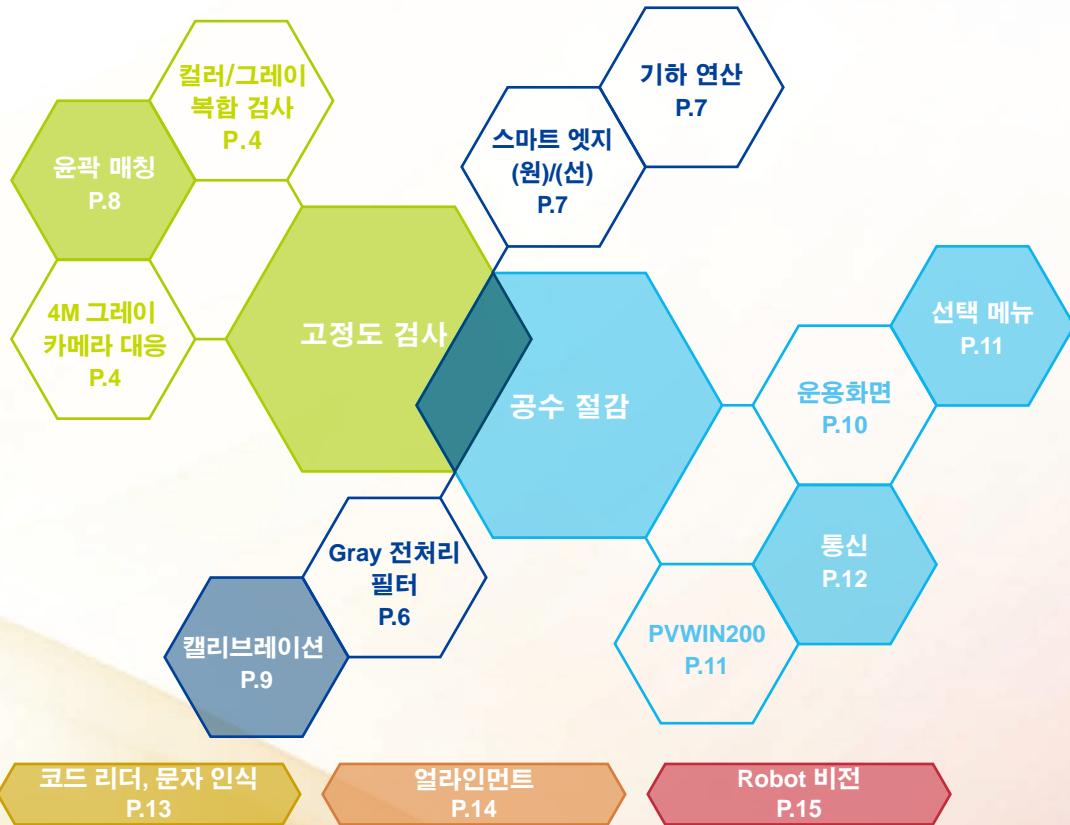 컬러/그레이
복합 검사
P.4
윤곽 매칭
P.8
4M 그레이
카메라 대응
P.4
고정도 검사
기하 연산
P.7
스마트 엣지
(원)/(선)
P.7
공수 절감
선택 메뉴
P.11
운용화면
P.10
통신
P.12
PVWIN200
P.11
Gray 전처리
필터
P.6
캘리브레이션
P.9
코드 리더, 문자 인식
P.13
얼라인먼트
P.14
Robot 비전
P.15